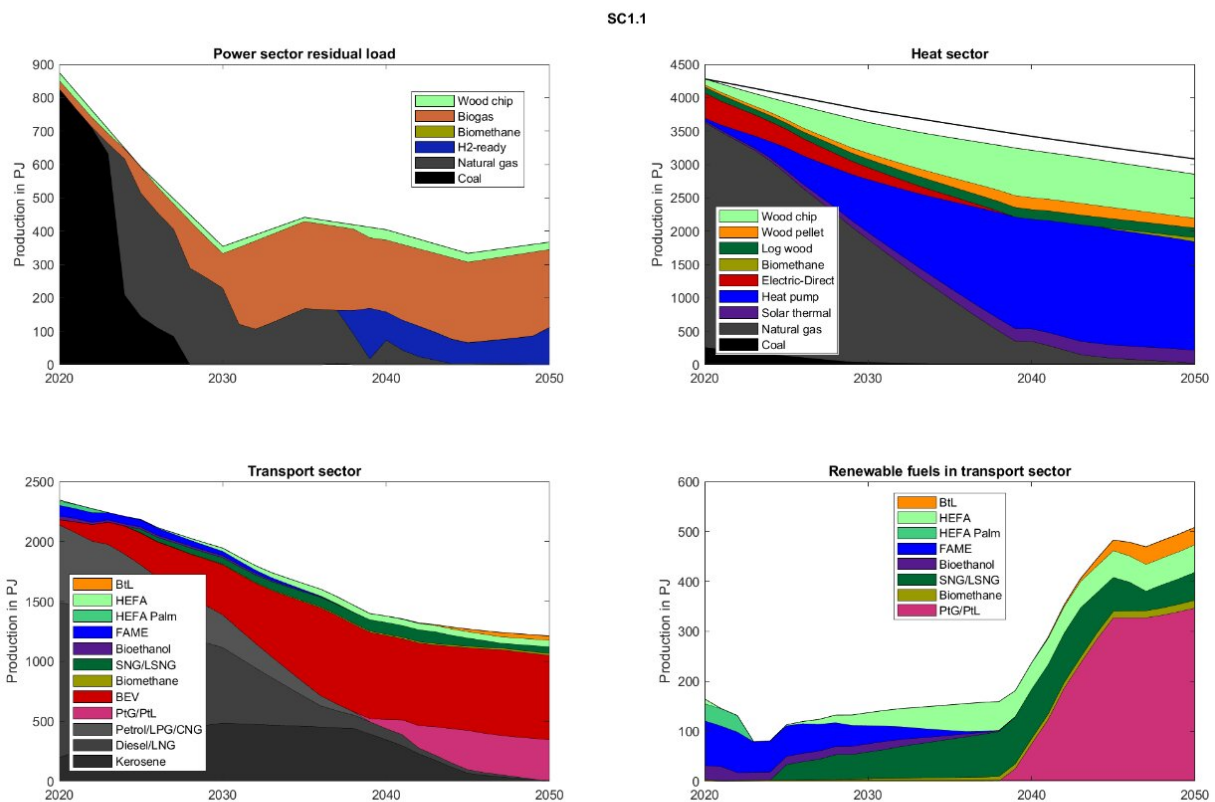 SC1.1
Power sector residual load
Production in PJ
900
800
700
600
500
400
300
200
100
0
2020
2030
2040
2050
Wood chip
Biogas
Biomethane
H2-ready
Natural gas
Coal
Heat sector
Production in PJ
4500
4000
3500
3000
2500
2000
1500
1000
500
0
2020
2030
2040
2050
Wood chip
Wood pellet
Log wood
Biomethane
Electric-Direct
Heat pump
Solar thermal
Natural gas
Coal
Transport sector
Production in PJ
2500
2000
1500
1000
500
0
2020
2030
2040
2050
BtL
HEFA
HEFA Palm
FAME
Bioethanol
SNG/LSNG
Biomethane
BEV
PtG/PtL
Petrol/LPG/CNG
Diesel/LNG
Kerosene
Renewable fuels in transport sector
Production in PJ
600
500
400
300
200
100
0
2020
2030
2040
2050
BtL
HEFA
HEFA Palm
FAME
Bioethanol
SNG/LSNG
Biomethane
PtG/PtL